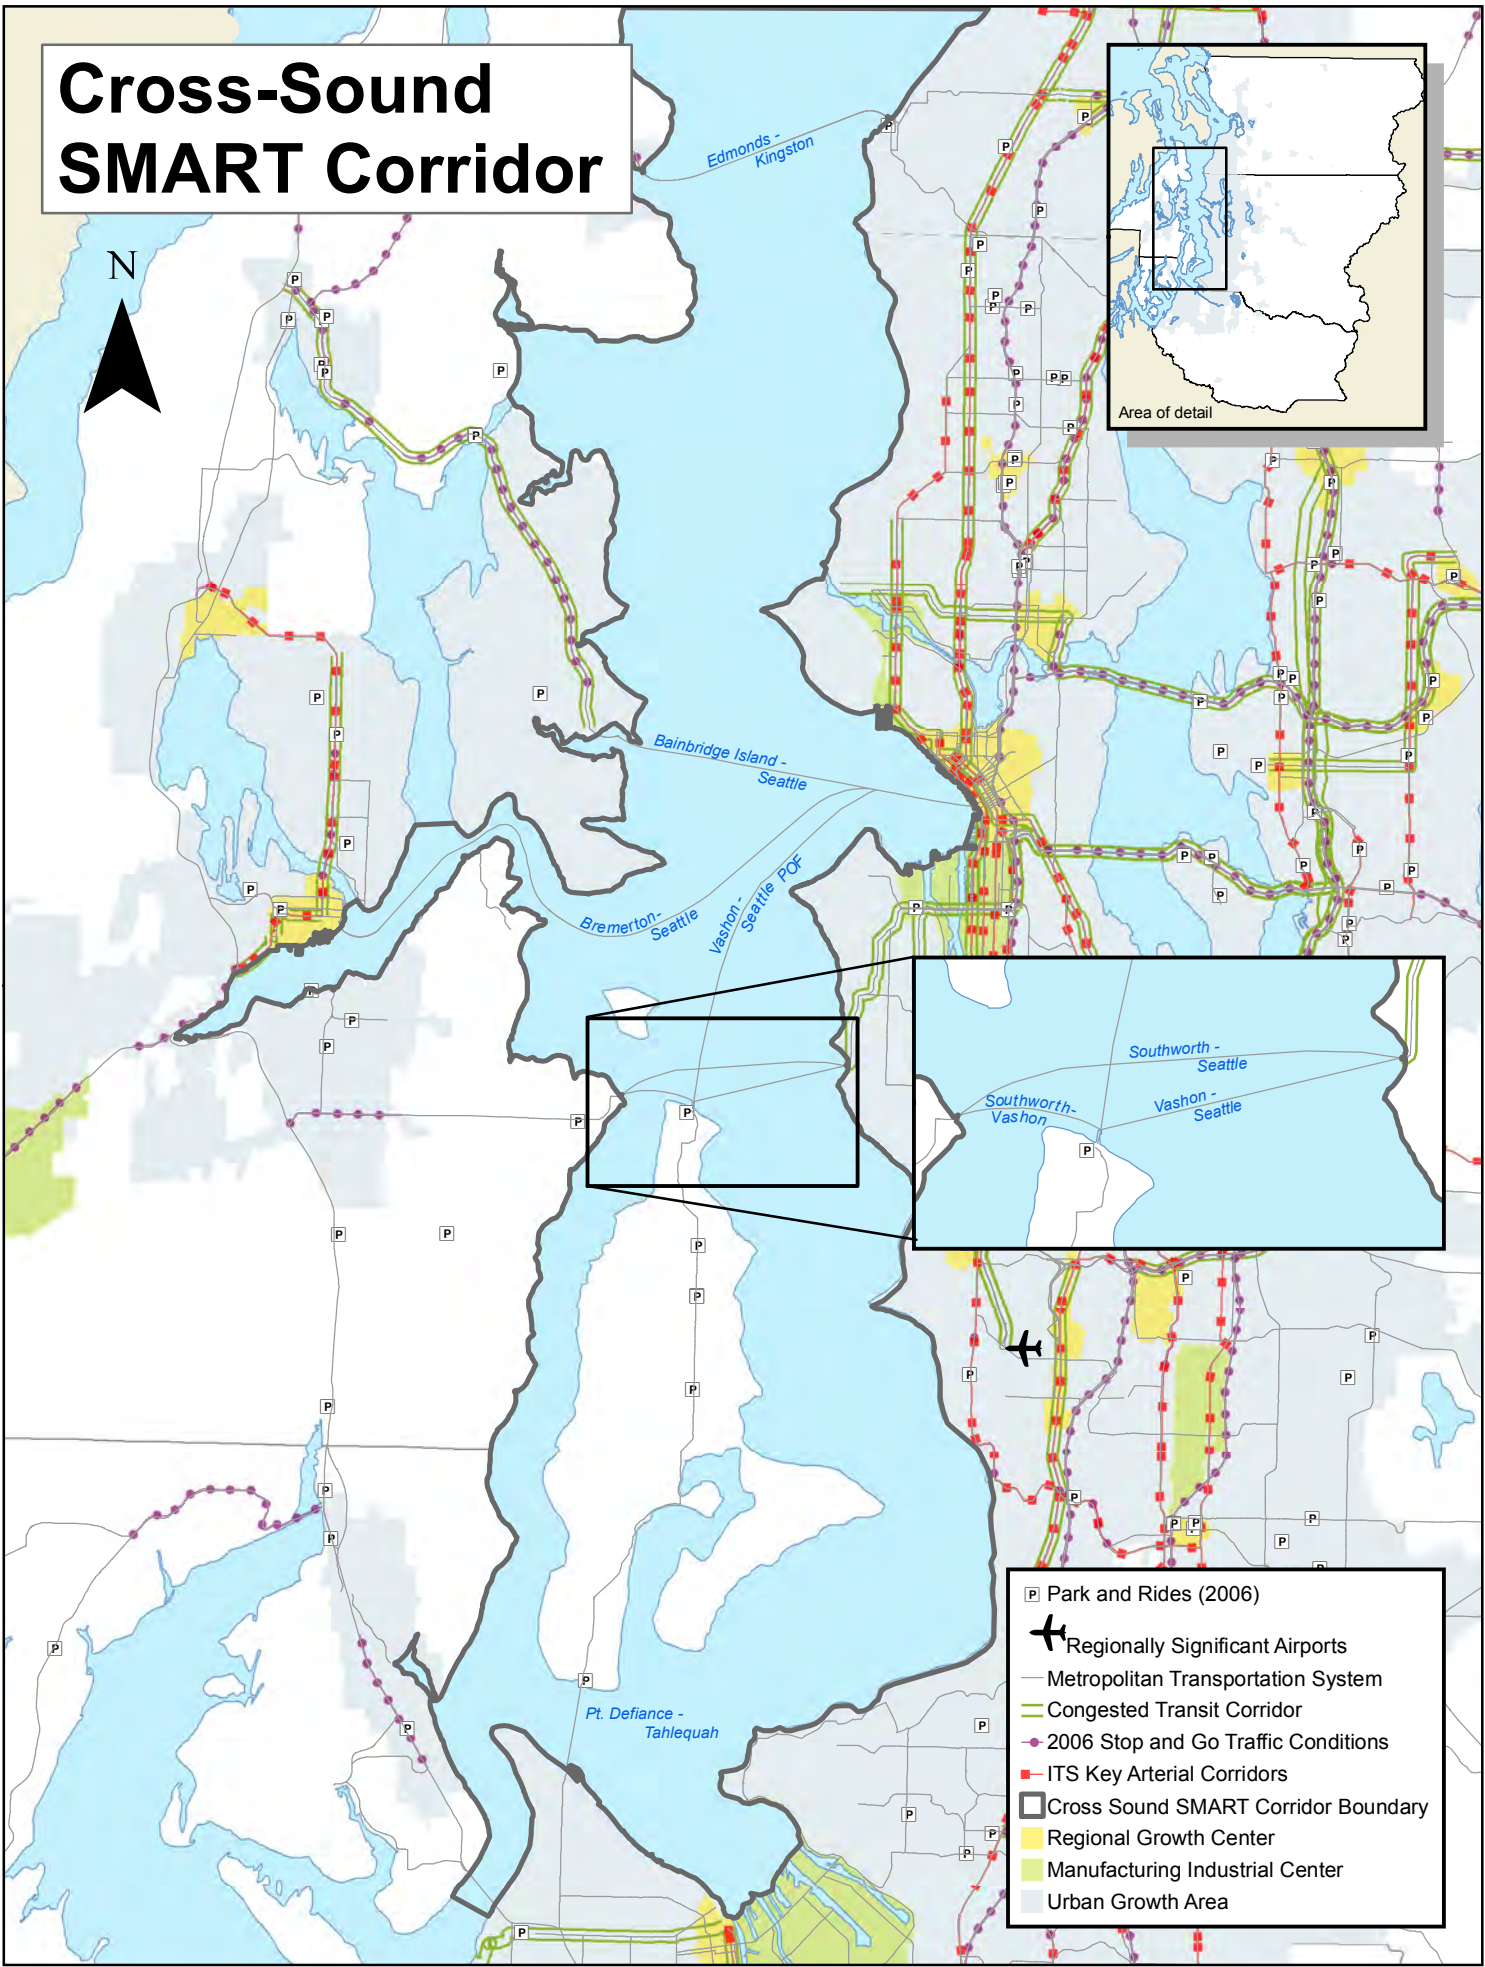 Cross-Sound
SMART Corridor
N
Edmonds -
Kingston
Area of detail
Bainbridge Island -
Seattle
Bremerton-
Seattle
Vashon -
Seattle POF
Southworth -
Seattle
Southworth-
Vashon
Vashon -
Seattle
Pt. Defiance -
Tahlequah
P Park and Rides (2006)
Regionally Significant Airports
Metropolitan Transportation System
Congested Transit Corridor
2006 Stop and Go Traffic Conditions
ITS Key Arterial Corridors
Cross Sound SMART Corridor Boundary
Regional Growth Center
Manufacturing Industrial Center
Urban Growth Area